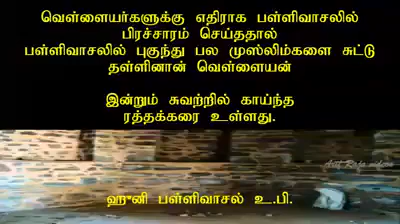 வெள்ளையர்களுக்கு எதிராக பள்ளிவாசலில்
பிரச்சாரம் செய்ததால்
பள்ளிவாசலில் புகுந்து பல முஸ்லிம்களை சுட்டு
தள்ளினான் வெள்ளையன்
இன்றும் சுவற்றில் காய்ந்த
ரத்தக்கரை உள்ளது.
ஹுனி பள்ளிவாசல் உ.பி.